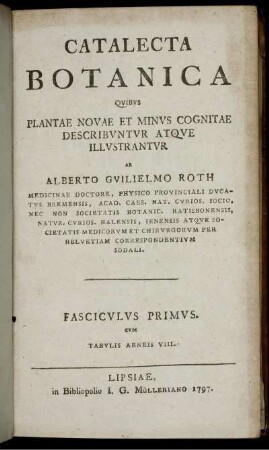 CATALECTA
BOTANICA
QVIBVS
PLANTAE NOVAE ET MINVS COGNITAE
DESCRIBVNTVR ATQVE
ILLVSTRANTVR
AB
ALBERTO GVILIELMO ROTH
MEDICINAE DOCTORE, PHYSICO PROVINCIALI DVCA-
TVS BREMENSIS, ACAD. CAES. NAT. CVRIOS. SOCIO,
NEC NON SOCIETATIS BOTANIC. RATISBONENSIS,
NATVR. CVRIOS. HALENSIS, IENENSIS ATQVE SO-
CIETATIS MEDICORVM ET CHIRVRGORVM PER
HELVETIAM CORRESPONDENTIVM
SODALI.
FASCICVLVS PRIMVS.
CVM
TABVLIS AENEIS VIII.
LIPSIAE,
in Bibliopolio I. G. Mülleriano 1797.